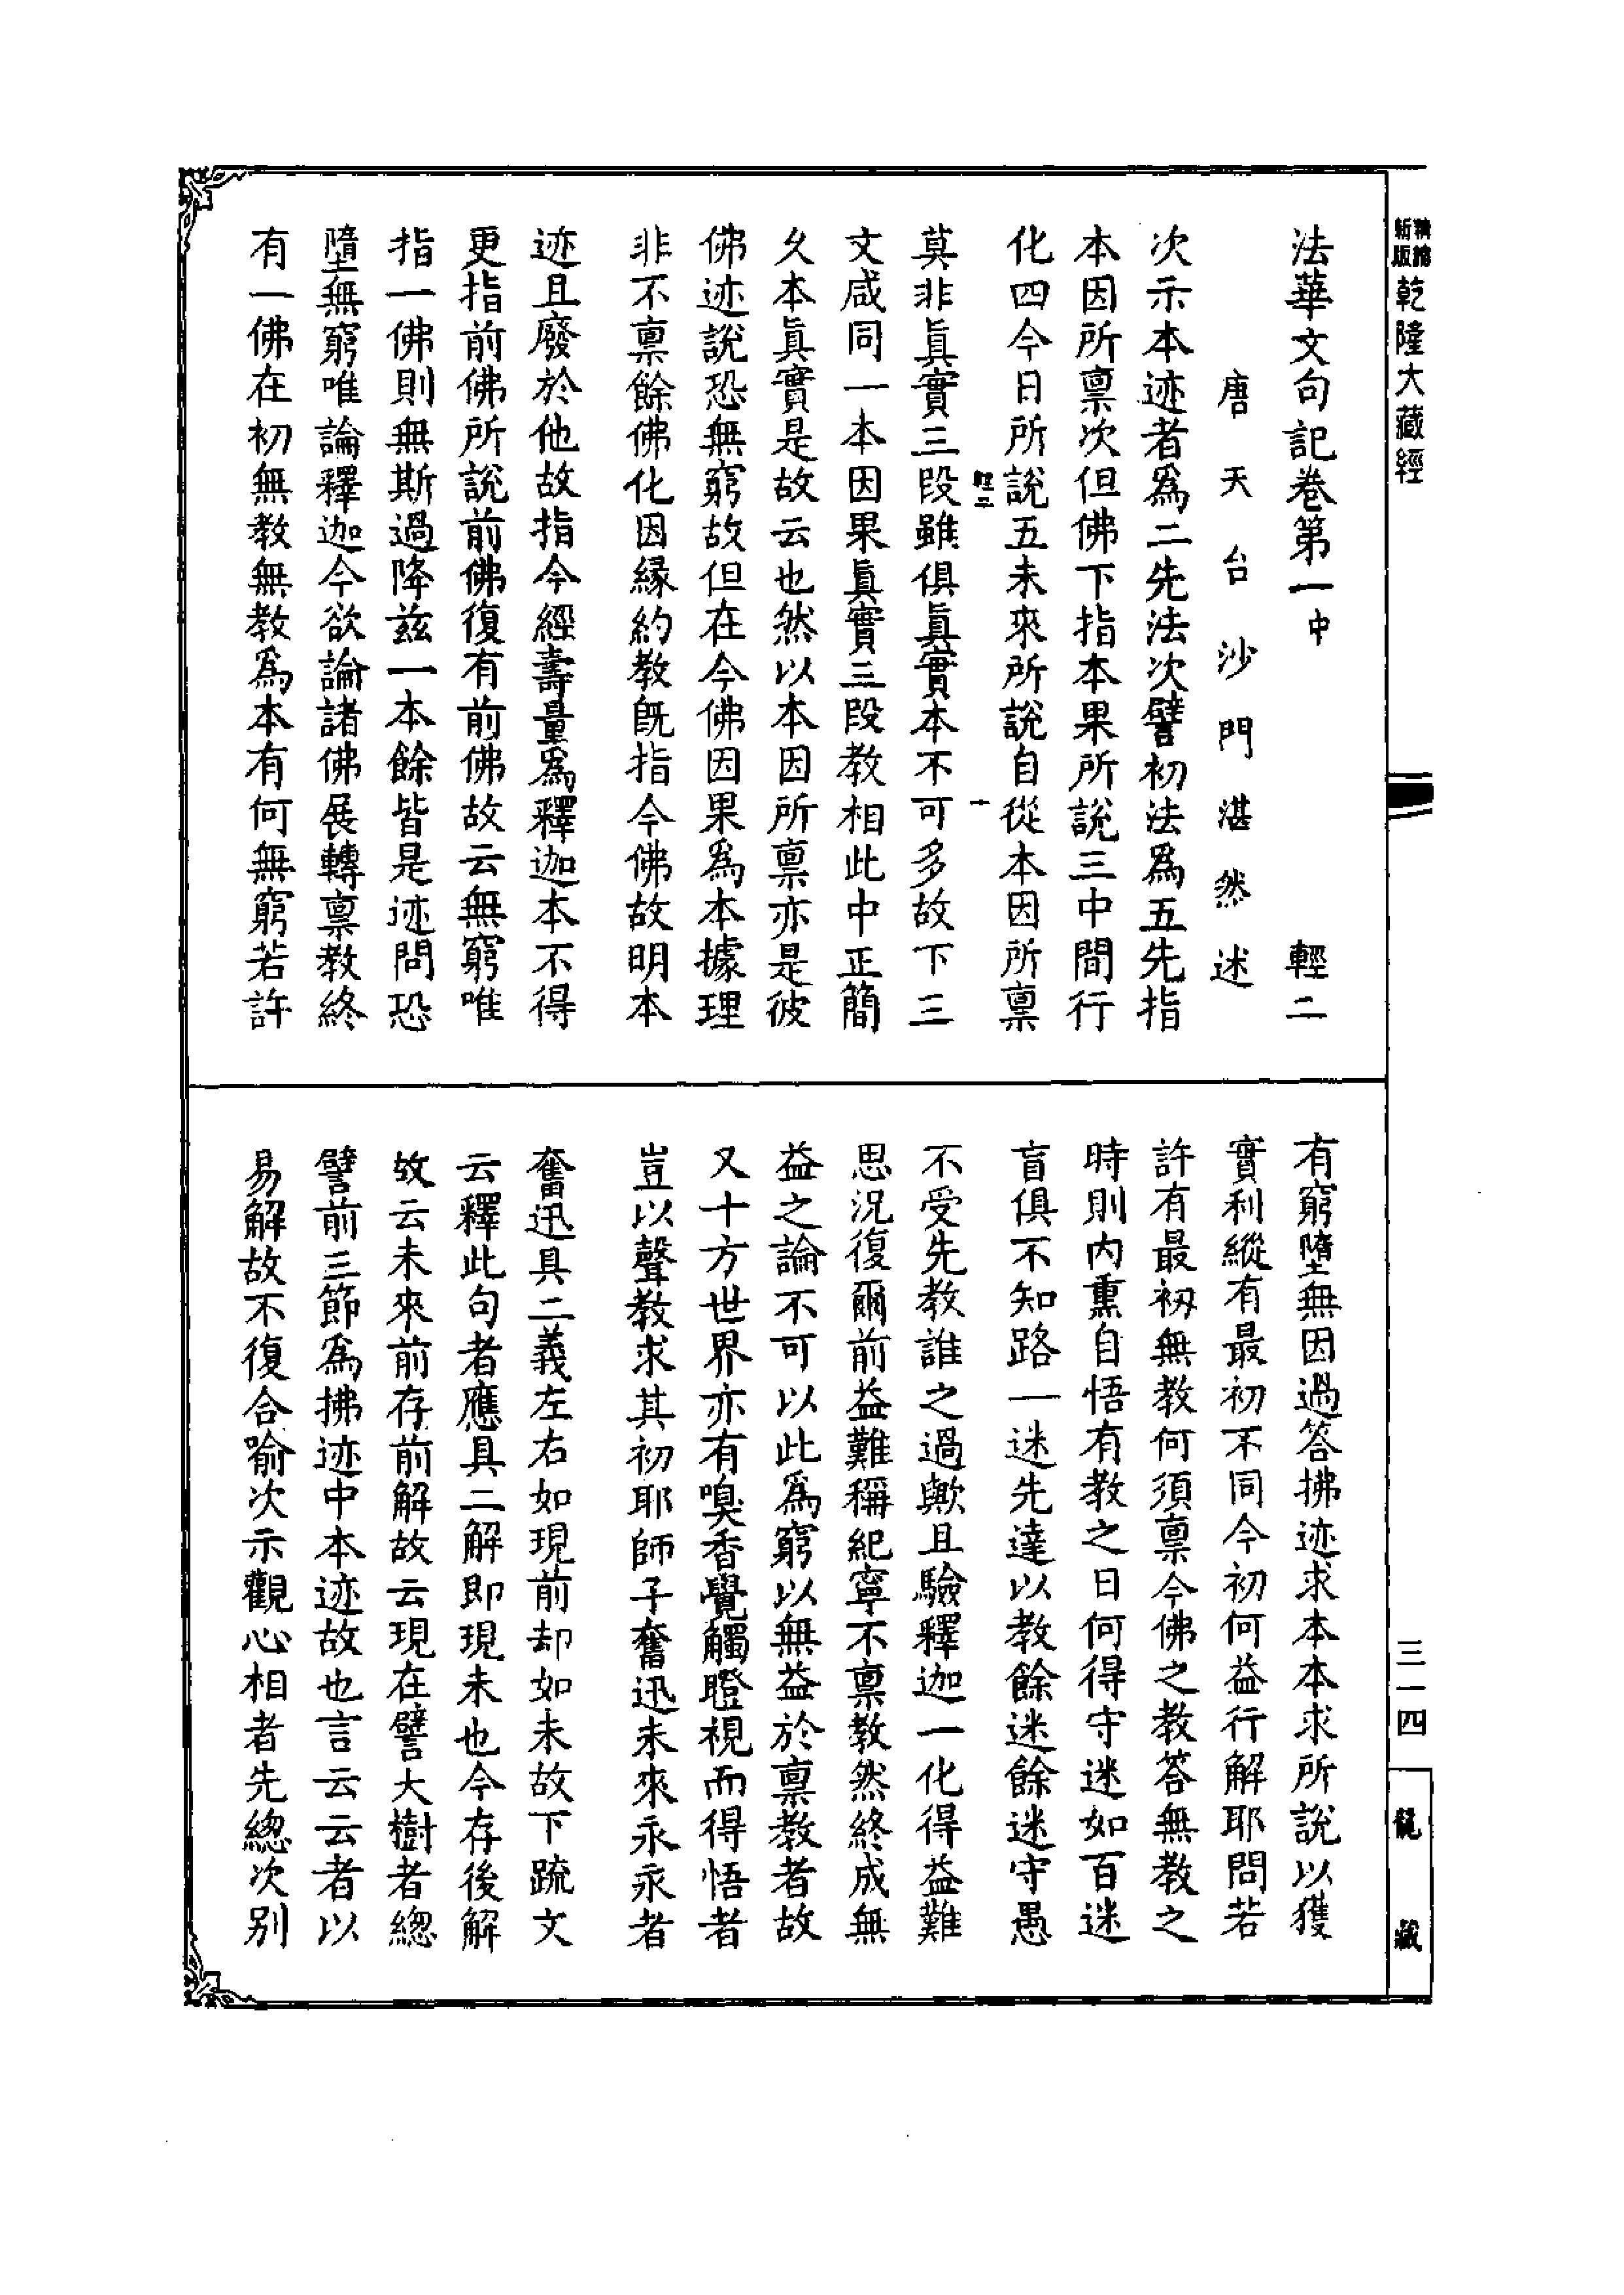 新版
精裝
乾隆大藏經
法華文句記卷第一中　輕二
唐天台沙門湛然述
次示本迹者爲二先法次譬初法爲五先指
本因所禀次但佛下指本果所說三中間行
化四今日所說五未來所說自從本因所禀
輕二　一
莫非眞實三段雖俱眞實本不可多故下三
文咸同一本因果眞實三段教相此中正簡
久本眞實是故云也然以本因所禀亦是彼
佛迹說恐無窮故但在今佛因果爲本據理
非不禀餘佛化因緣約教旣指今佛故明本
迹且廢於他故指今經壽量爲釋迦本不得
更指前佛所說前佛復有前佛故云無窮唯
指一佛則無斯過降茲一本餘皆是迹問恐
墮無窮唯論釋迦今欲論諸佛展轉禀教終
有一佛在初無教無教爲本有何無窮若許
有窮墮無因過答拂迹求本本求所說以獲
實利縱有最初不同今初何益行解耶問若
許有最初無教何須禀今佛之教答無教之
時則內熏自悟有教之日何得守迷如百迷
盲俱不知路一迷先達以教餘迷餘迷守愚
不受先教誰之過歟且驗釋迦一化得益難
思況復爾前益難稱紀寧不禀教然終成無
益之論不可以此爲窮以無益於禀教者故
又十方世界亦有嗅香覺觸瞪視而得悟者
豈以聲教求其初耶師子奮迅未來永永者
奮迅具二義左右如現前却如未故下疏文
云釋此句者應具二解即現未也今存後解
故云未來前存前解故云現在譬大樹者總
譬前三節爲拂迹中本迹故也言云云者以
易解故不復合喻次示觀心相者先總次別
三一四
龍藏